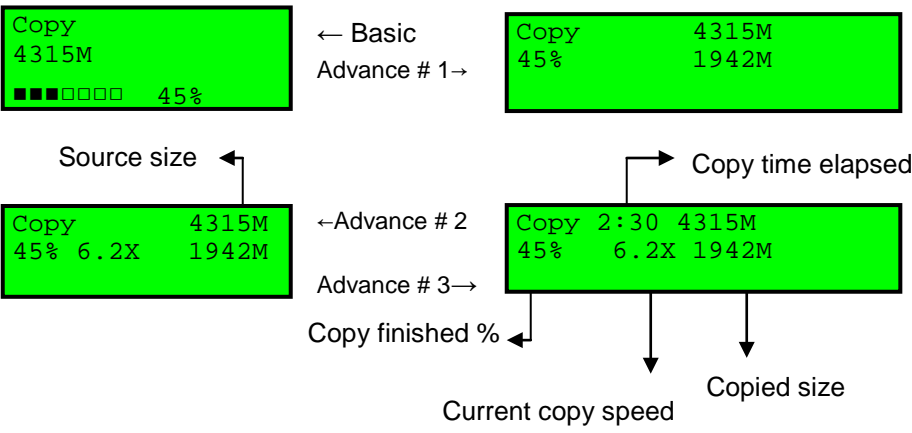 Copy
4315M
■■■□□□□ 45%
← Basic
Advance # 1→
Copy 4315M
45% 1942M
Source size
Copy time elapsed
Copy 4315M
45% 6.2X 1942M
←Advance # 2
Advance # 3→
Copy 2:30 4315M
45% 6.2X 1942M
Copy finished %
Current copy speed
Copied size